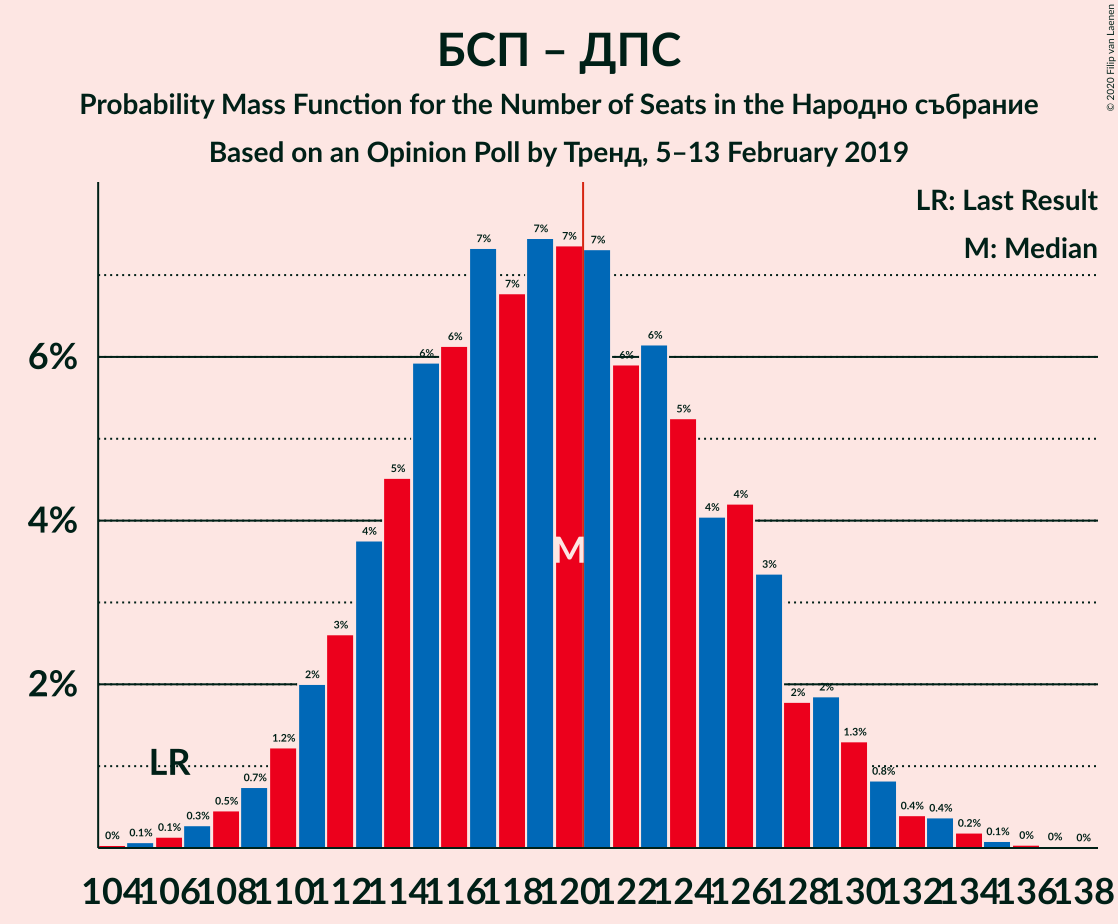 БСП – ДПС
Probability Mass Function for the Number of Seats in the Народно събрание
Based on an Opinion Poll by Тренд, 5–13 February 2019
© 2020 Filip van Laenen
LR: Last Result
M: Median
6%
4%
2%
0% 0.1% 0.1% 0.3% 0.5% 0.7% 1.2% 2% 3% 4% 5% 6% 6% 7% 7% 7% 7% 7% 6% 6% 5% 4% 4% 3% 2% 2% 1.3% 0.8% 0.4% 0.4% 0.2% 0.1% 0% 0% 0%
M
LR
104 106 108 110 112 114 116 118 120 122 124 126 128 130 132 134 136 138